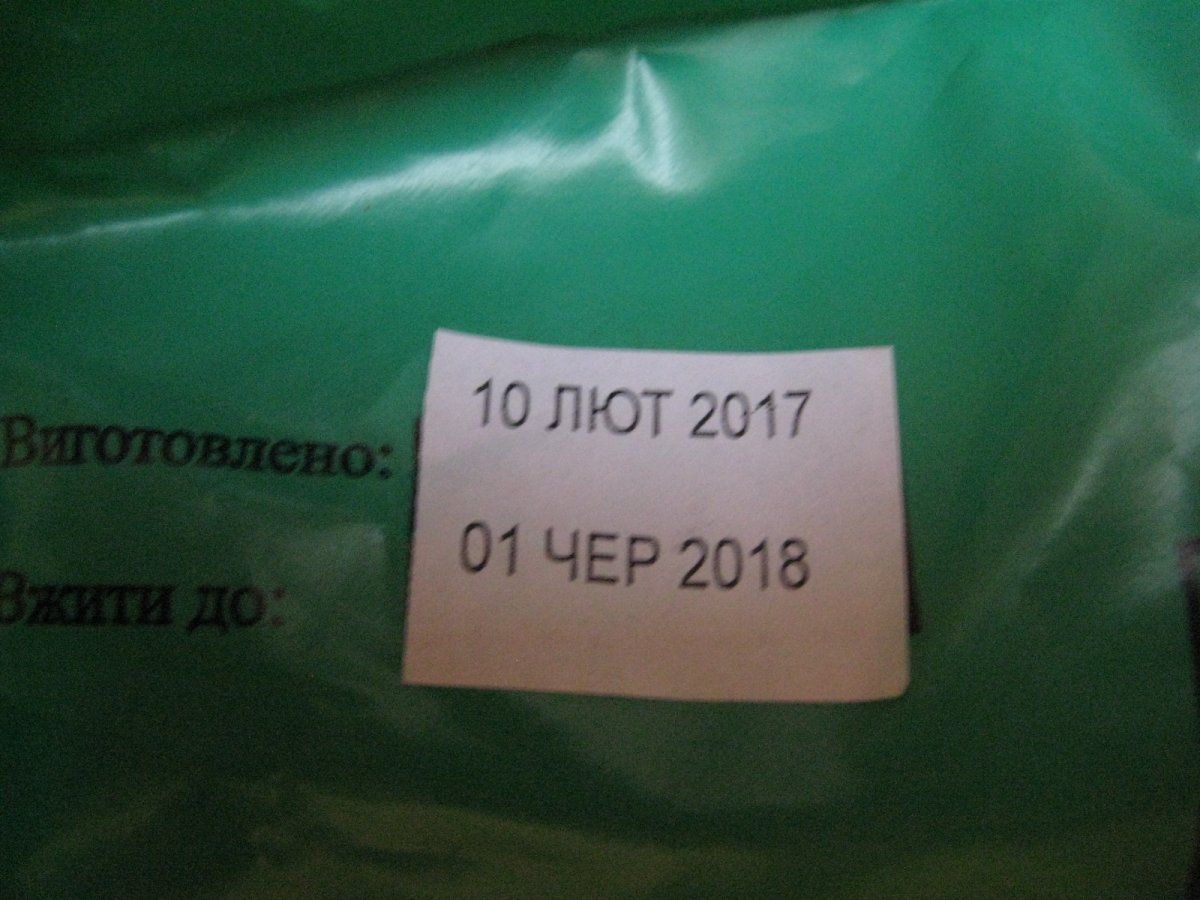 Виготовлено: 10 ЛЮТ 2017
Вжити до: 01 ЧЕР 2018